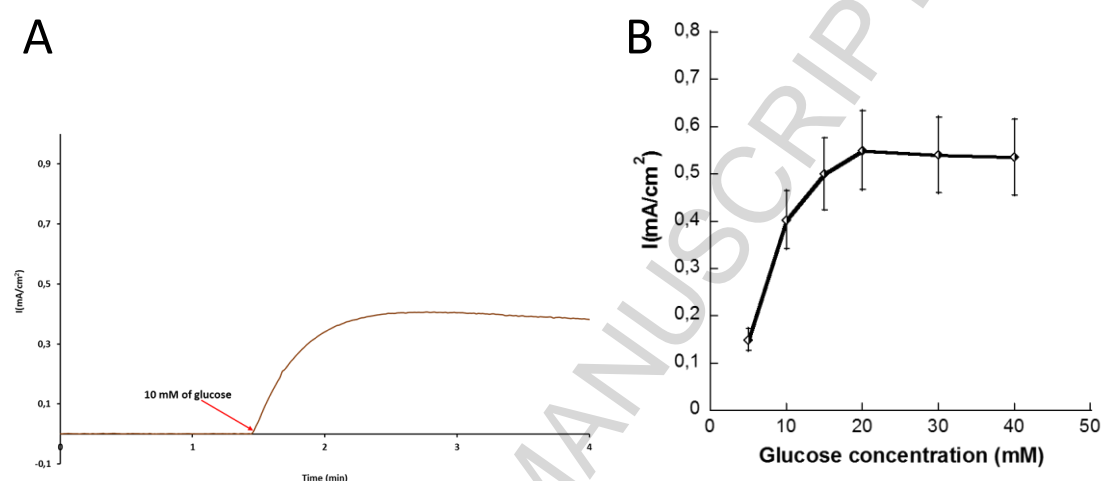 A
0,9
0,7
0,5
0,3
0,1
-0,1
I(mA/cm²)
10 mM of glucose
0 1 2 3 4
Time (min)
B
0,8
0,7
0,6
0,5
0,4
0,3
0,2
0,1
0
I(mA/cm²)
0 10 20 30 40 50
Glucose concentration (mM)
MANUSCRIP